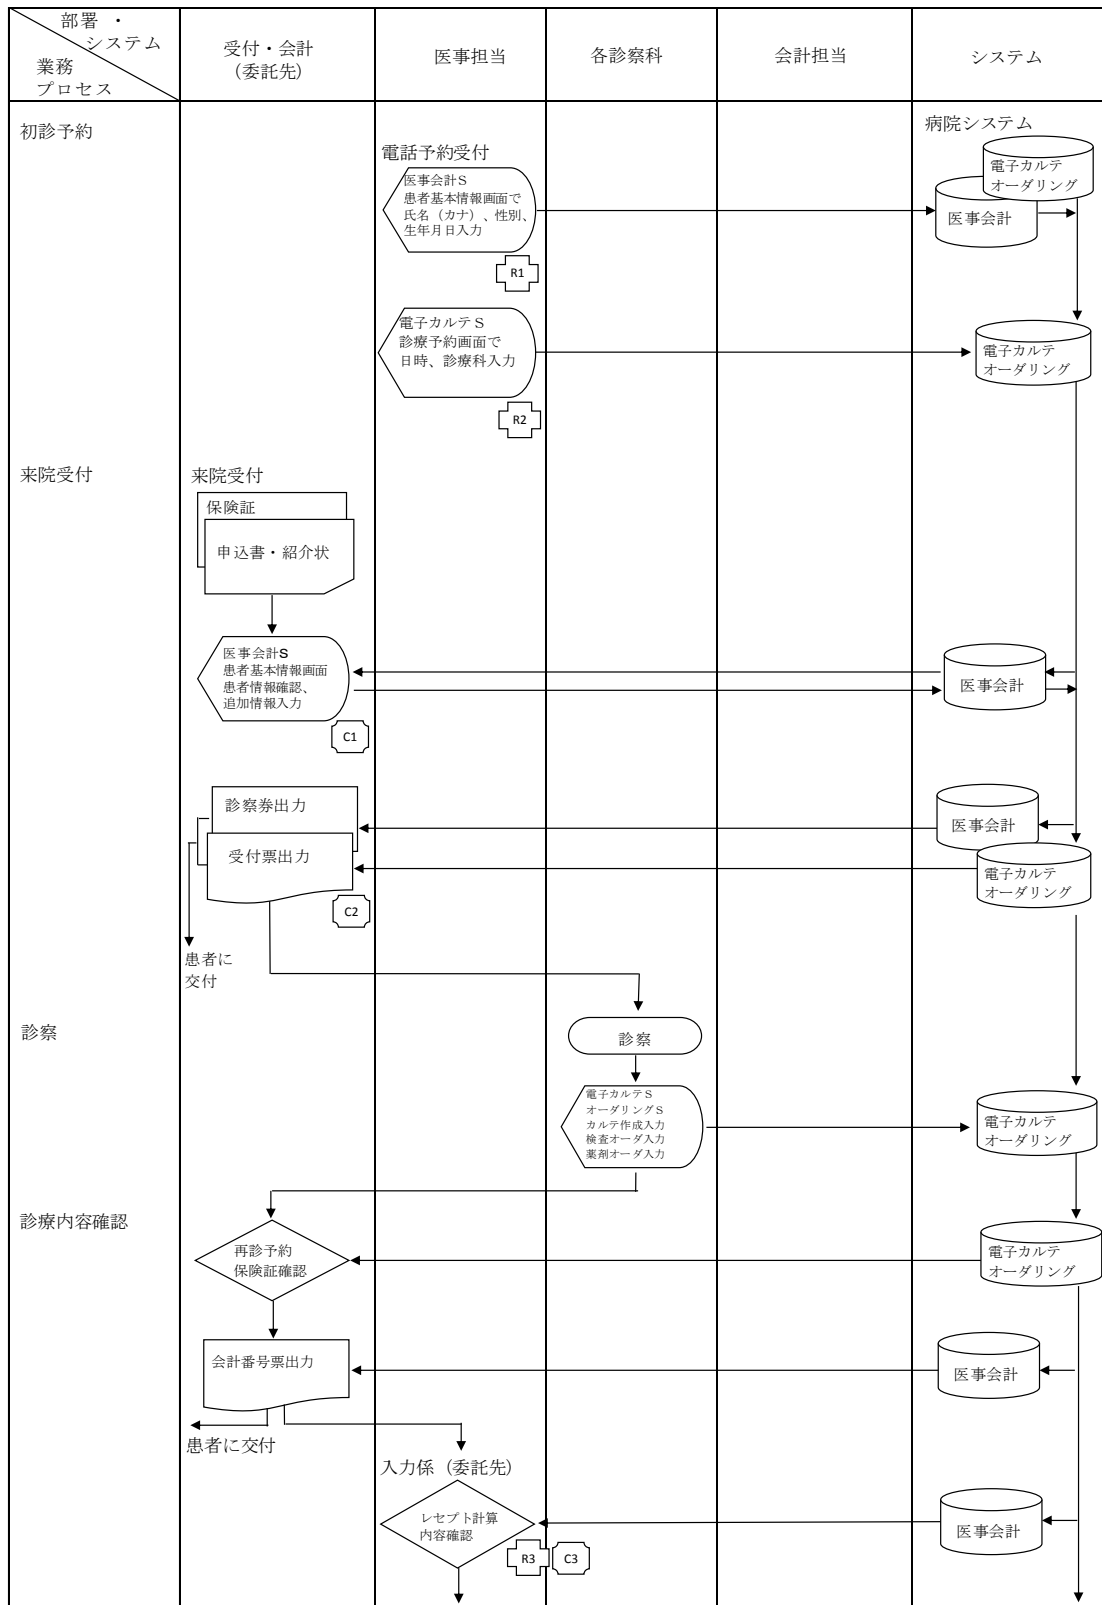 部署 ・
システム
業務
プロセス
受付・会計
（委託先）
医事担当
各診察科
会計担当
システム
初診予約
病院システム
電話予約受付
医事会計Ｓ
患者基本情報画面で
氏名（カナ）、性別、
生年月日入力
電子カルテ
オーダリング
医事会計
R1
電子カルテＳ
診療予約画面で
日時、診療科入力
電子カルテ
オーダリング
R2
来院受付
来院受付
保険証
申込書・紹介状
医事会計S
患者基本情報画面
患者情報確認、
追加情報入力
医事会計
C1
診察券出力
医事会計
受付票出力
電子カルテ
オーダリング
C2
患者に
交付
診察
診察
電子カルテＳ
オーダリングＳ
カルテ作成入力
検査オーダ入力
薬剤オーダ入力
電子カルテ
オーダリング
診療内容確認
再診予約
保険証確認
電子カルテ
オーダリング
会計番号票出力
医事会計
患者に交付
入力係（委託先）
レセプト計算
内容確認
医事会計
R3
C3